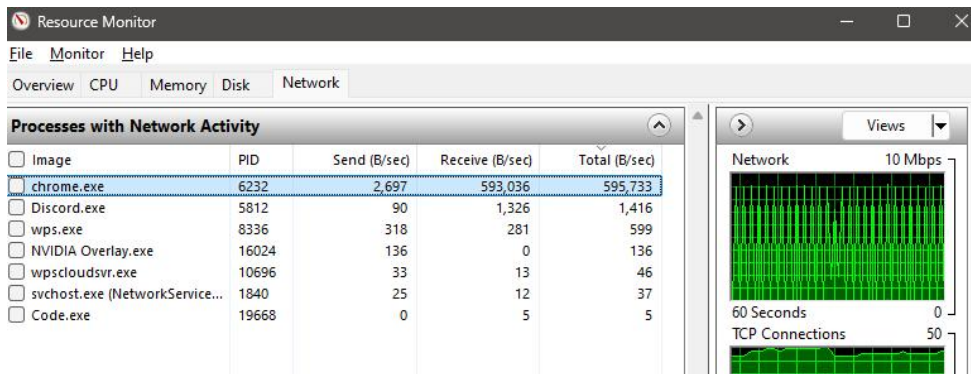 Resource Monitor
File Monitor Help
Overview CPU Memory Disk Network
Processes with Network Activity
Views
Image PID Send (B/sec) Receive (B/sec) Total (B/sec)
chrome.exe 6232 2,697 593,036 595,733
Discord.exe 5812 90 1,326 1,416
wps.exe 8336 318 281 599
NVIDIA Overlay.exe 16024 136 0 136
wpscloudsvr.exe 10696 33 13 46
svchost.exe (NetworkService... 1840 25 12 37
Code.exe 19668 0 5 5
Network 10 Mbps
60 Seconds 0
TCP Connections 50